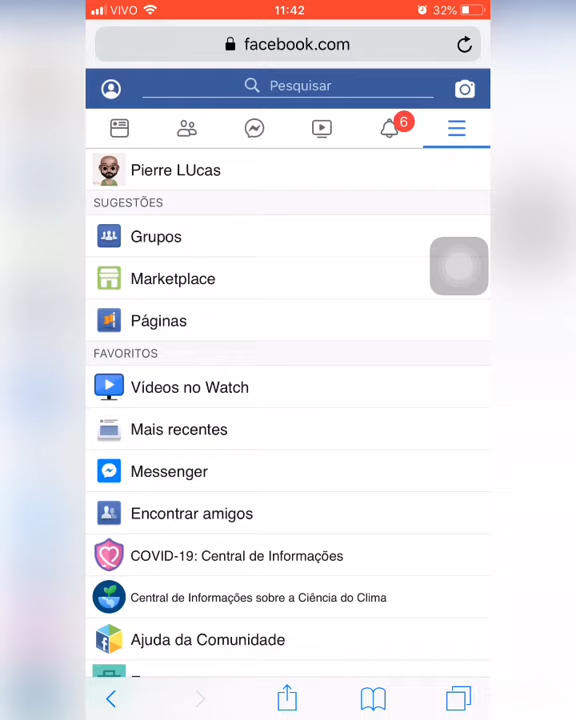 VIVO 11:42 32%
facebook.com
Pesquisar
6
Pierre LUcas
SUGESTÕES
Grupos
Marketplace
Páginas
FAVORITOS
Vídeos no Watch
Mais recentes
Messenger
Encontrar amigos
COVID-19: Central de Informações
Central de Informações sobre a Ciência do Clima
Ajuda da Comunidade